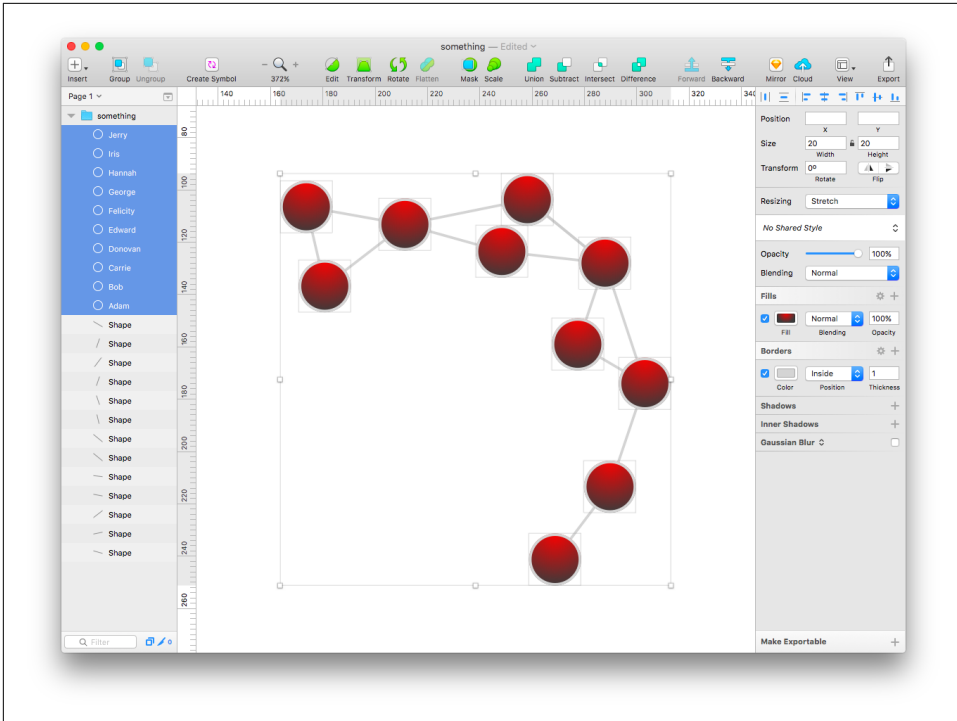 something — Edited
Insert Group Ungroup Create Symbol 372% Edit Transform Rotate Flatten Mask Scale Union Subtract Intersect Difference Forward Backward Mirror Cloud View Export
Page 1
140 160 180 200 220 240 260 280 300 320 340
80
100
120
140
160
180
200
220
240
260
something
Jerry
Iris
Hannah
George
Felicity
Edward
Donovan
Carrie
Bob
Adam
Shape
Shape
Shape
Shape
Shape
Shape
Shape
Shape
Shape
Shape
Shape
Shape
Shape
Filter 0
Position
X Y
Size 20 20
Width Height
Transform 0º
Rotate Flip
Resizing Stretch
No Shared Style
Opacity 100%
Blending Normal
Fills
Normal 100%
Fill Blending Opacity
Borders
Inside 1
Color Position Thickness
Shadows
Inner Shadows
Gaussian Blur
Make Exportable